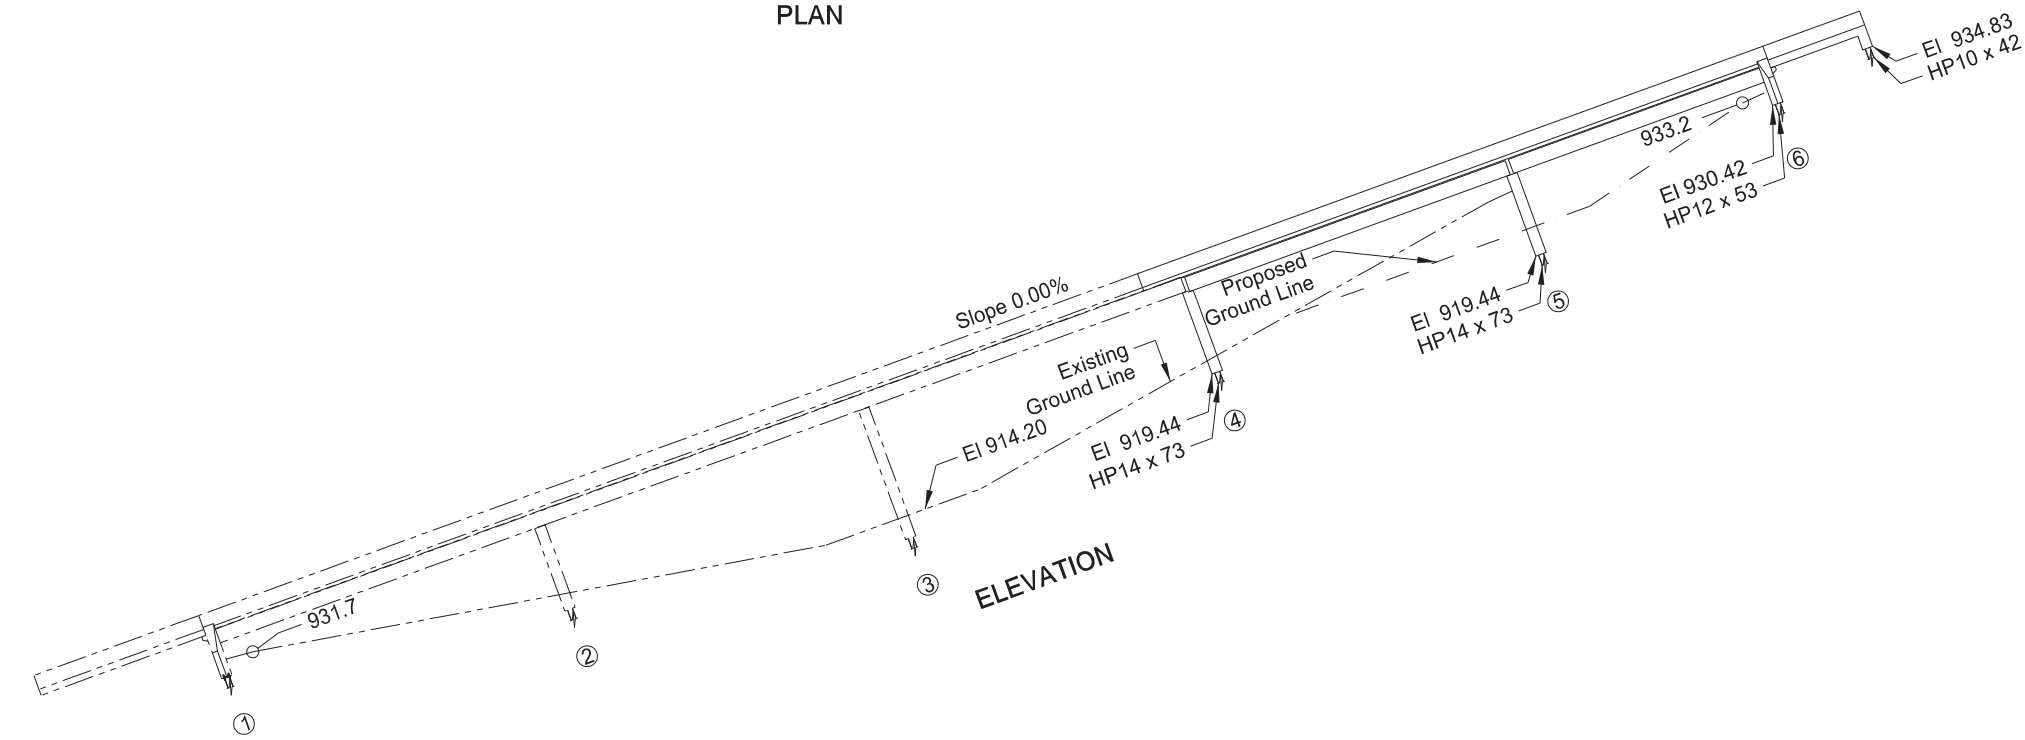 PLAN
El 934.83
HP10 x 42
933.2
El 930.42
HP12 x 53
⑥
Slope 0.00%
Proposed
Ground Line
El 919.44
HP14 x 73
⑤
Existing
Ground Line
El 914.20
El 919.44
HP14 x 73
④
ELEVATION
③
931.7
②
①